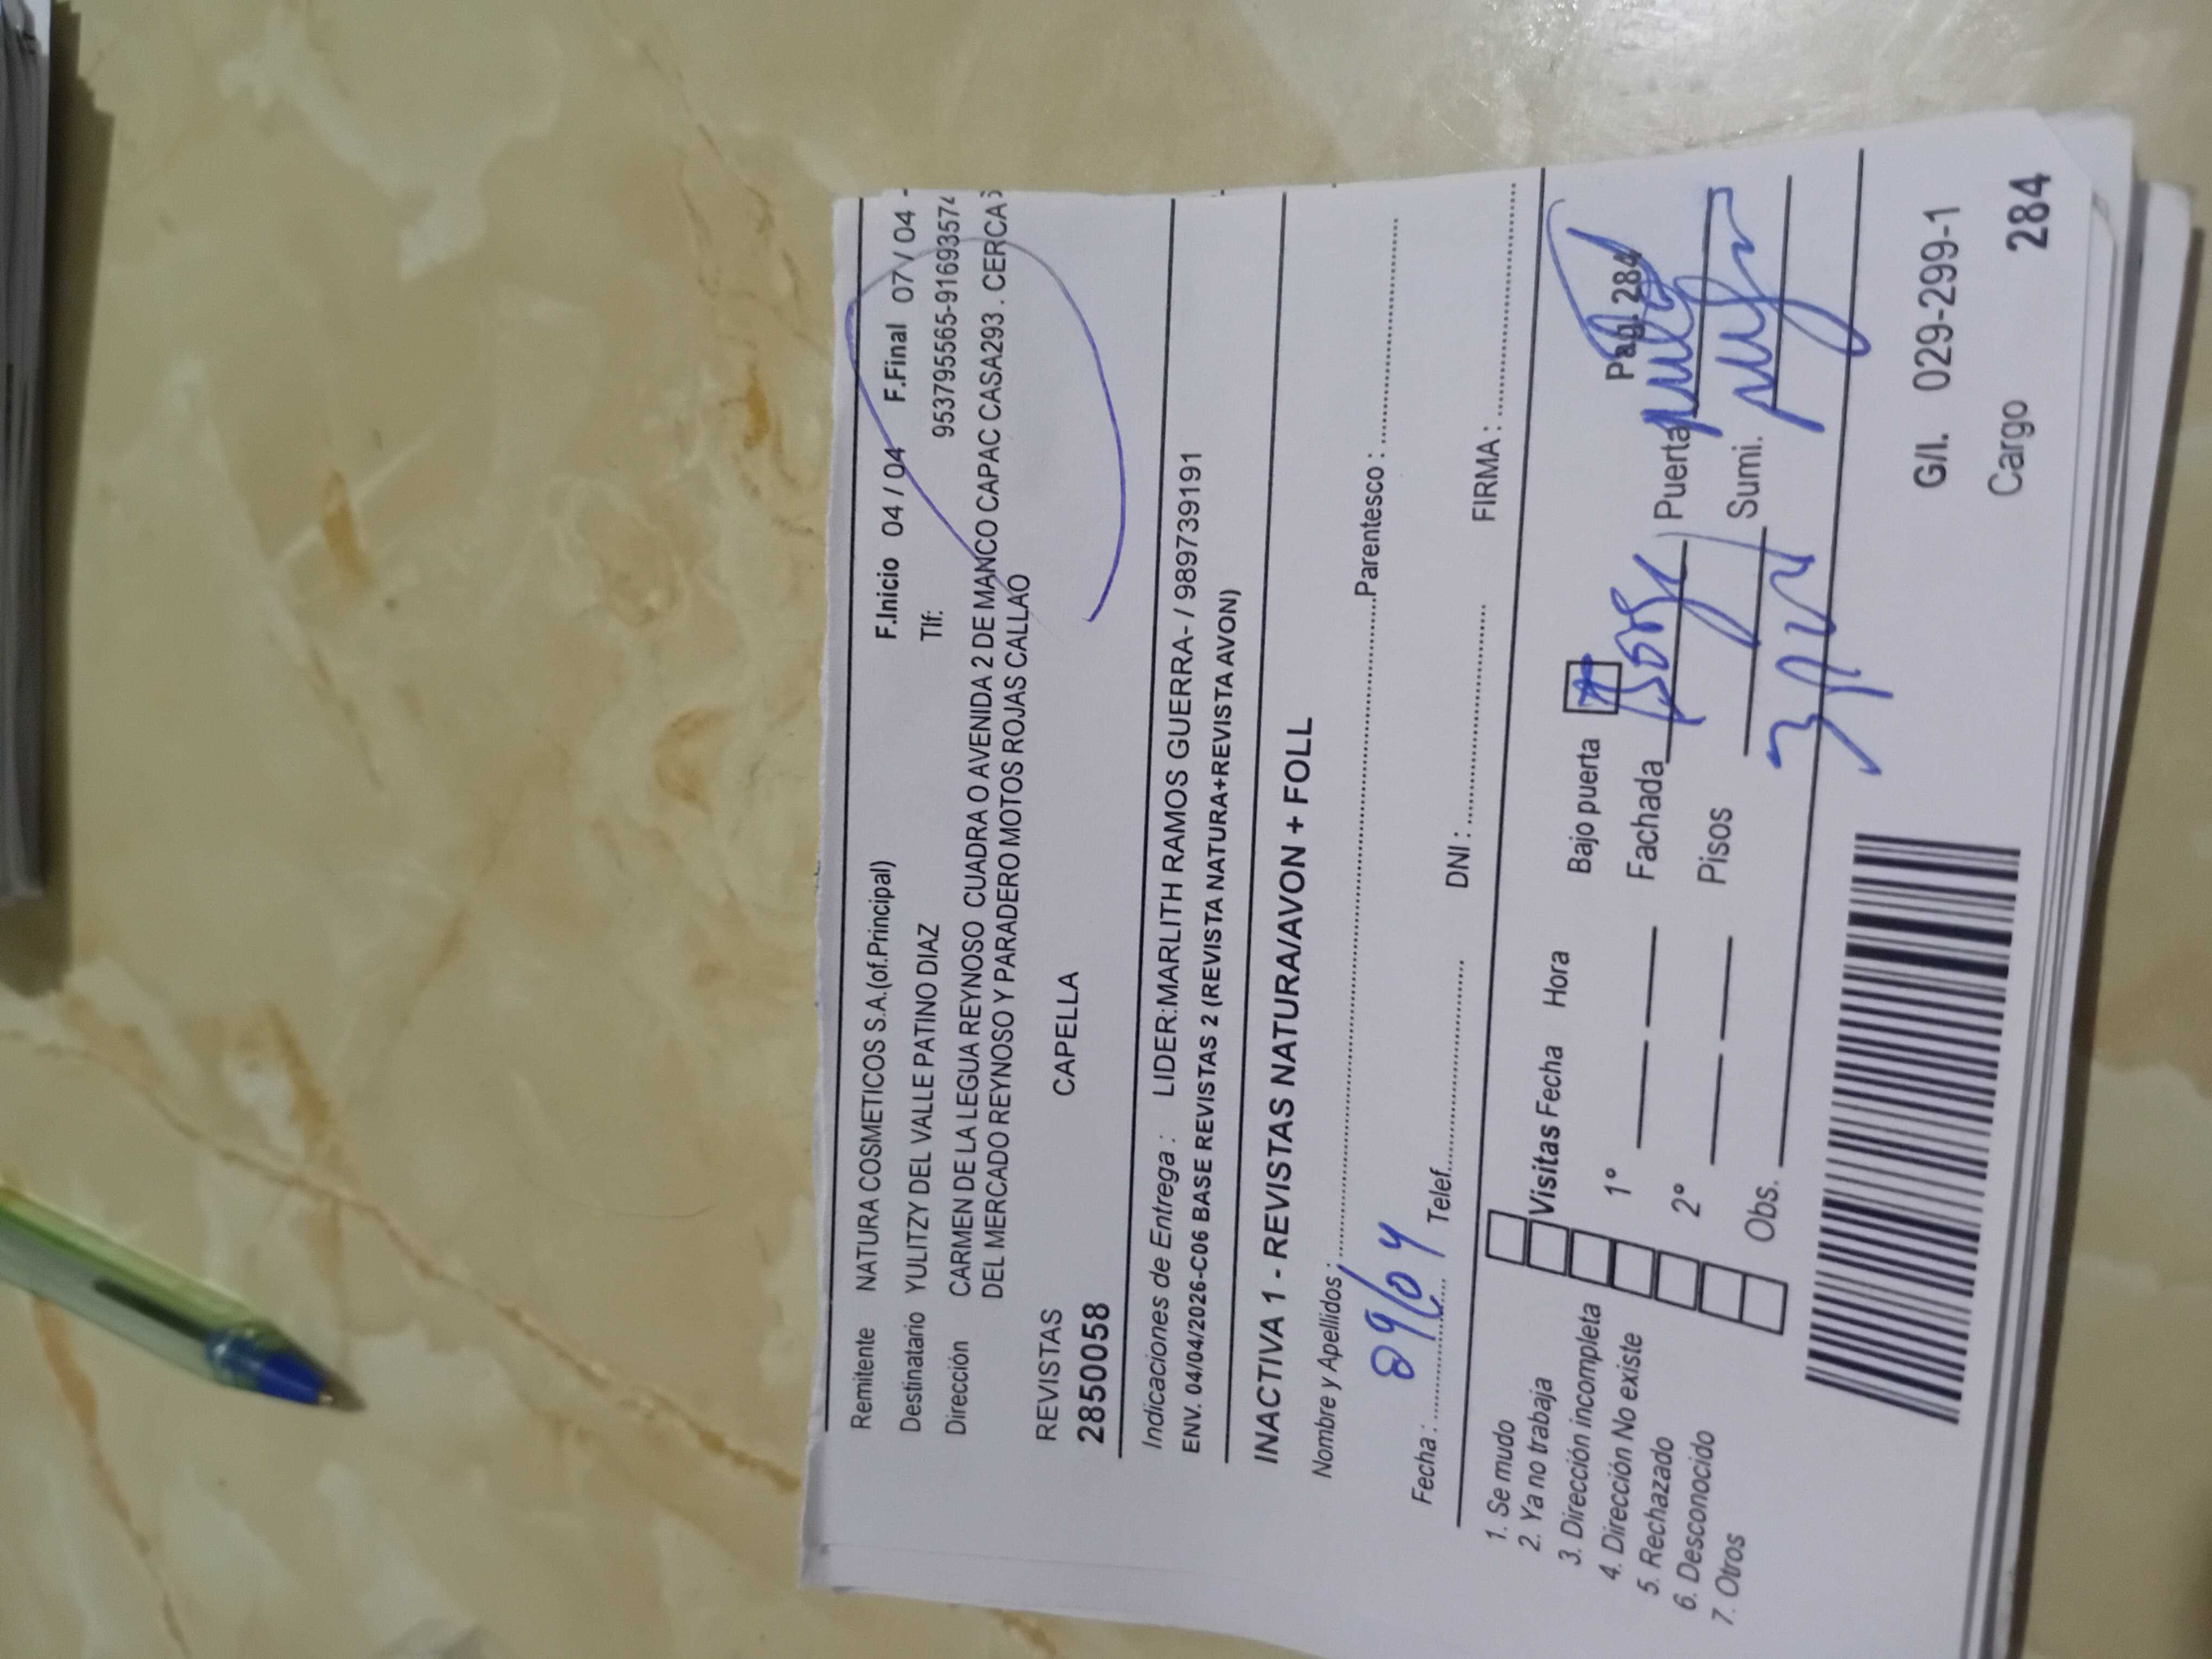 Remitente NATURA COSMETICOS S.A.(of.Principal) F.Inicio 04 / 04 F.Final 07 / 04 -
Destinatario YULITZY DEL VALLE PATINO DIAZ Tlf: 953795565-91693574
Dirección CARMEN DE LA LEGUA REYNOSO CUADRA O AVENIDA 2 DE MANCO CAPAC CASA293 . CERCA
DEL MERCADO REYNOSO Y PARADERO MOTOS ROJAS CALLAO
REVISTAS CAPELLA
28500058
Indicaciones de Entrega : LIDER:MARLITH RAMOS GUERRA- / 989739191
ENV. 04/04/2026-C06 BASE REVISTAS 2 (REVISTA NATURA+REVISTA AVON)
INACTIVA 1 - REVISTAS NATURA/AVON + FOLL
Nombre y Apellidos : Parentesco :
Fecha : 09/04 Telef. DNI : FIRMA :
1. Se mudo
2. Ya no trabaja
3. Dirección incompleta
4. Dirección No existe
5. Rechazado
6. Desconocido
7. Otros
Visitas Fecha Hora Bajo puerta Pag. 284
1° Fachada Puerta
2° Pisos Sumi.
Obs.
G/I. 029-299-1
Cargo 284